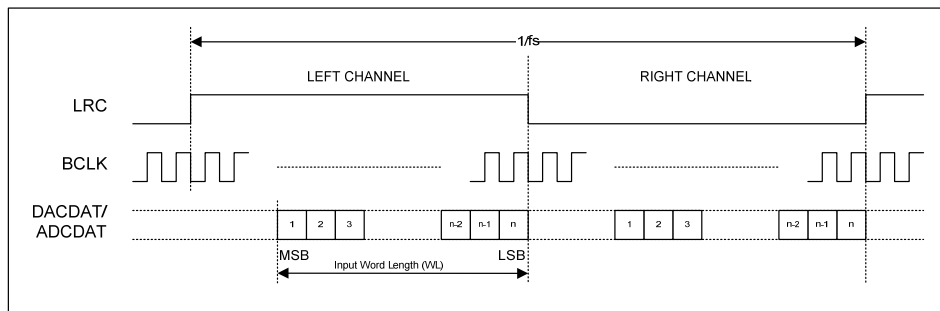 1/fs
LEFT CHANNEL RIGHT CHANNEL
LRC
BCLK
DACDAT/
ADCDAT
1 2 3 n-2 n-1 n 1 2 3 n-2 n-1 n
MSB LSB
Input Word Length (WL)